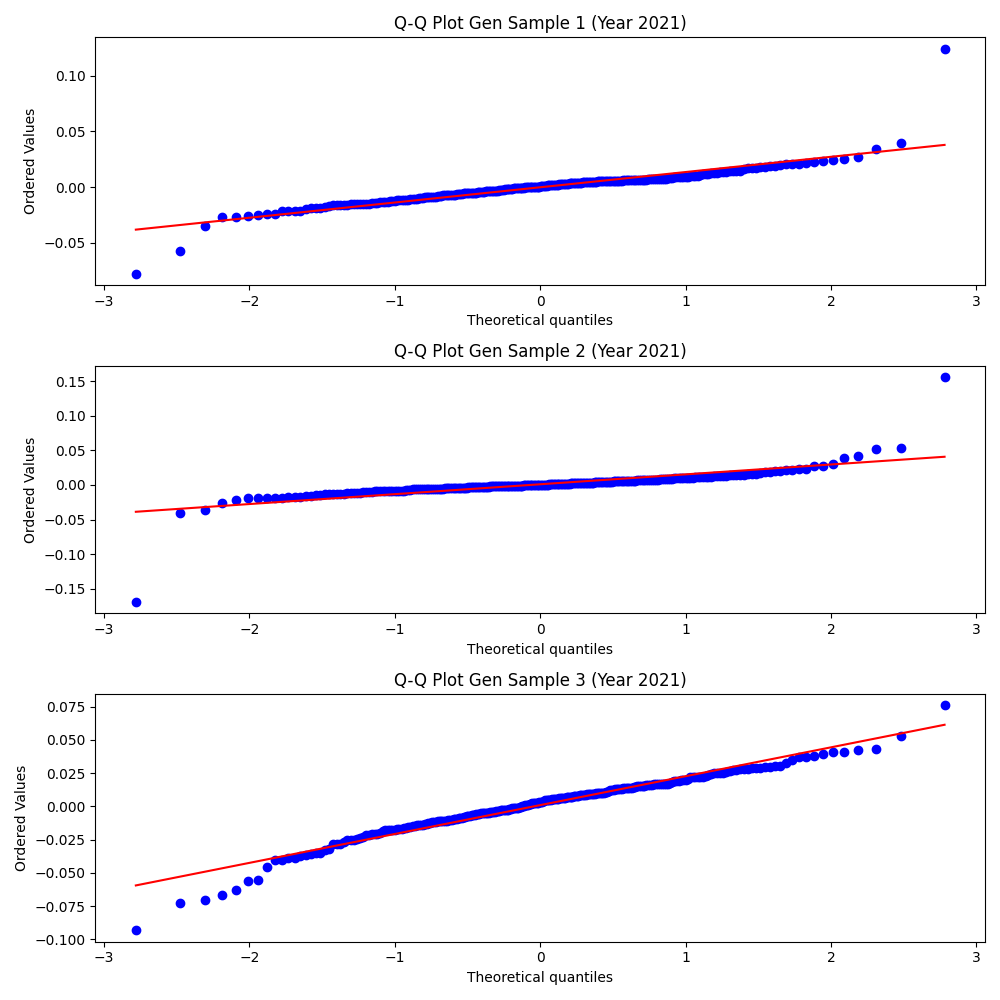 Q-Q Plot Gen Sample 1 (Year 2021)
Ordered Values
0.10
0.05
0.00
−0.05
−3 −2 −1 0 1 2 3
Theoretical quantiles
Q-Q Plot Gen Sample 2 (Year 2021)
Ordered Values
0.15
0.10
0.05
0.00
−0.05
−0.10
−0.15
−3 −2 −1 0 1 2 3
Theoretical quantiles
Q-Q Plot Gen Sample 3 (Year 2021)
Ordered Values
0.075
0.050
0.025
0.000
−0.025
−0.050
−0.075
−0.100
−3 −2 −1 0 1 2 3
Theoretical quantiles